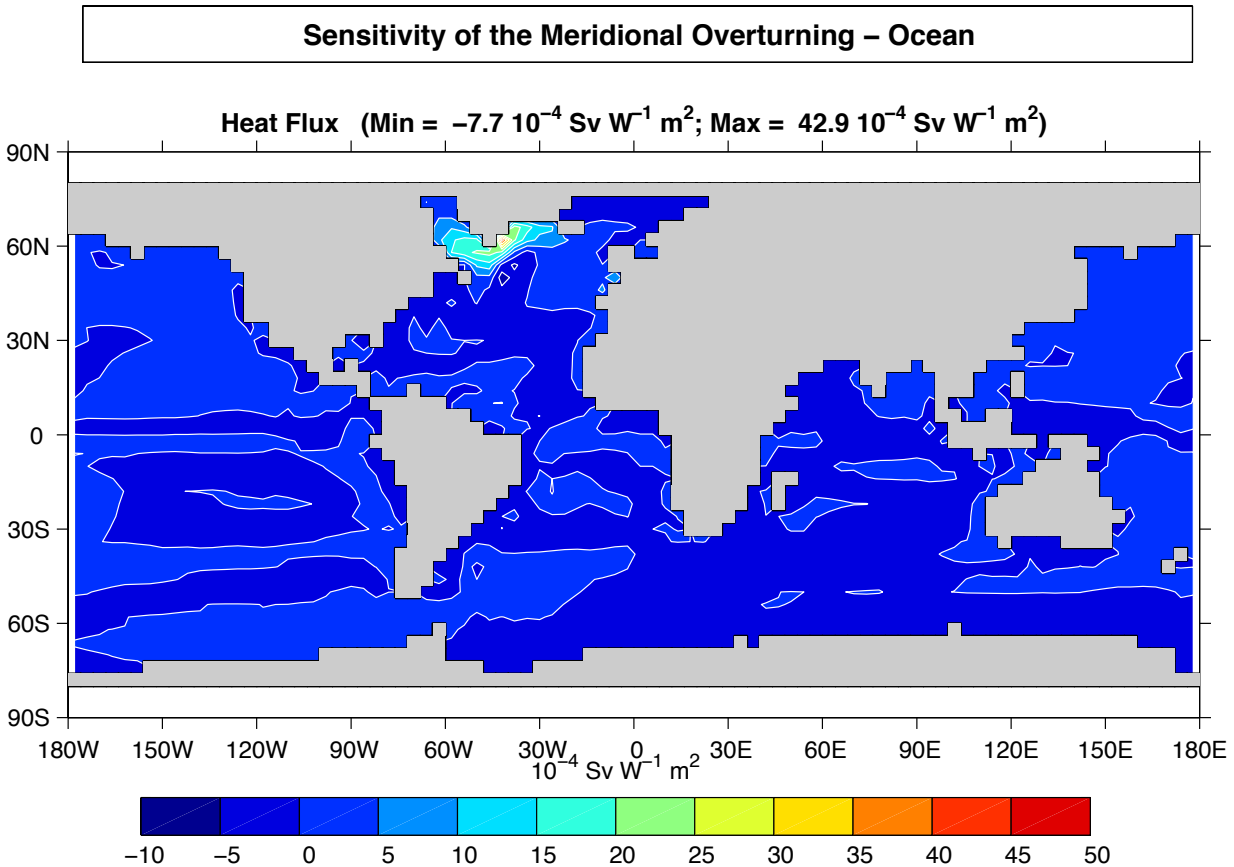 Sensitivity of the Meridional Overturning – Ocean
Heat Flux (Min = −7.7 10⁻⁴ Sv W⁻¹ m²; Max = 42.9 10⁻⁴ Sv W⁻¹ m²)
90N
60N
30N
0
30S
60S
90S
180W 150W 120W 90W 60W 30W 0 30E 60E 90E 120E 150E 180E
10⁻⁴ Sv W⁻¹ m²
−10 −5 0 5 10 15 20 25 30 35 40 45 50